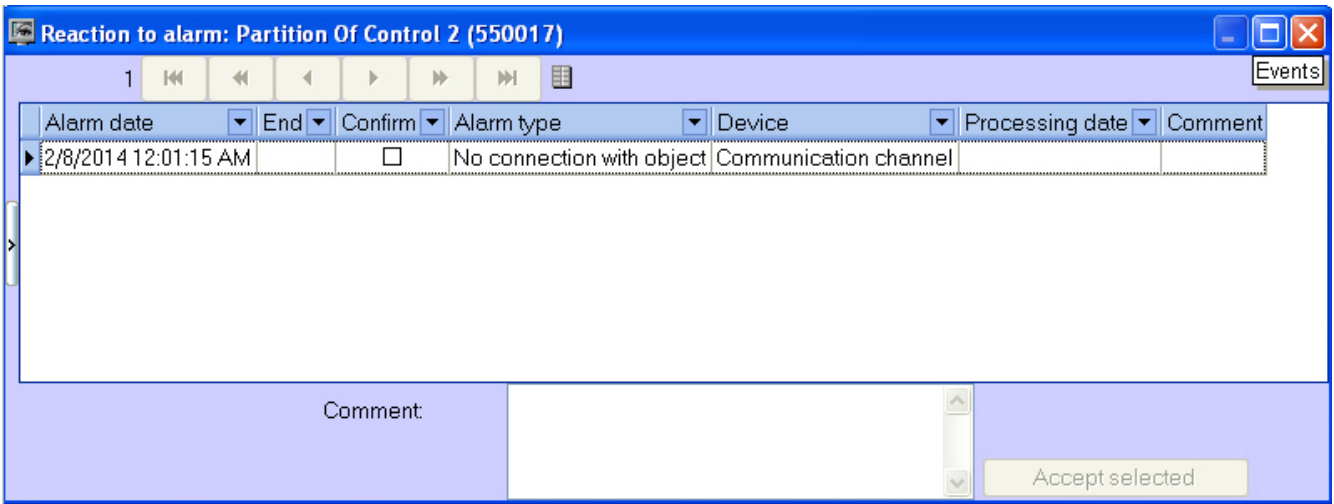 Reaction to alarm: Partition Of Control 2 (550017)
1
Events
Alarm date End Confirm Alarm type Device Processing date Comment
2/8/2014 12:01:15 AM No connection with object Communication channel
Comment:
Accept selected